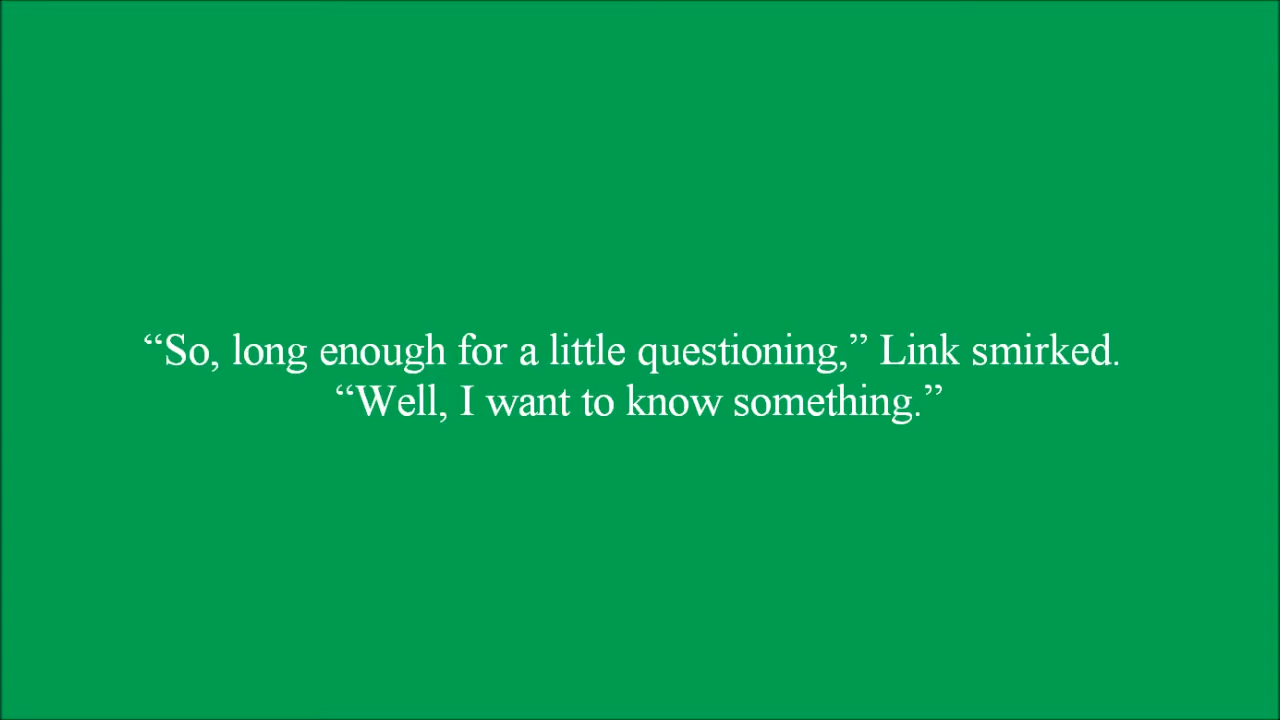 “So, long enough for a little questioning,” Link smirked.
“Well, I want to know something.”